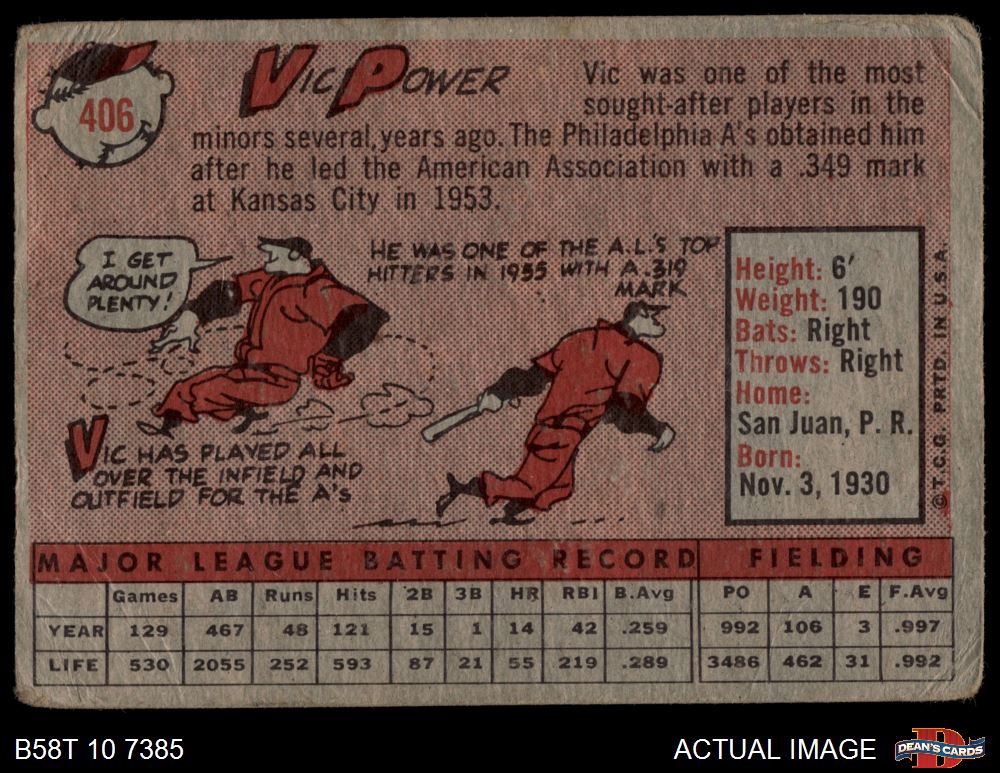 406
Vic Power
Vic was one of the most
sought-after players in the
minors several years ago. The Philadelphia A's obtained him
after he led the American Association with a .349 mark
at Kansas City in 1953.
I GET
AROUND
PLENTY!
HE WAS ONE OF THE A.L.'S TOP
HITTERS IN 1955 WITH A .319
MARK
VIC HAS PLAYED ALL
OVER THE INFIELD AND
OUTFIELD FOR THE A's
Height: 6'
Weight: 190
Bats: Right
Throws: Right
Home:
San Juan, P. R.
Born:
Nov. 3, 1930
© T.C.G. PRTD. IN U.S.A.
MAJOR LEAGUE BATTING RECORD FIELDING
Games AB Runs Hits 2B 3B HR RBI B.Avg PO A E F.Avg
YEAR 129 467 48 121 15 1 14 42 .259 992 106 3 .997
LIFE 530 2055 252 593 87 21 55 219 .289 3486 462 31 .992
B58T 10 7385 ACTUAL IMAGE
DEAN'S CARDS